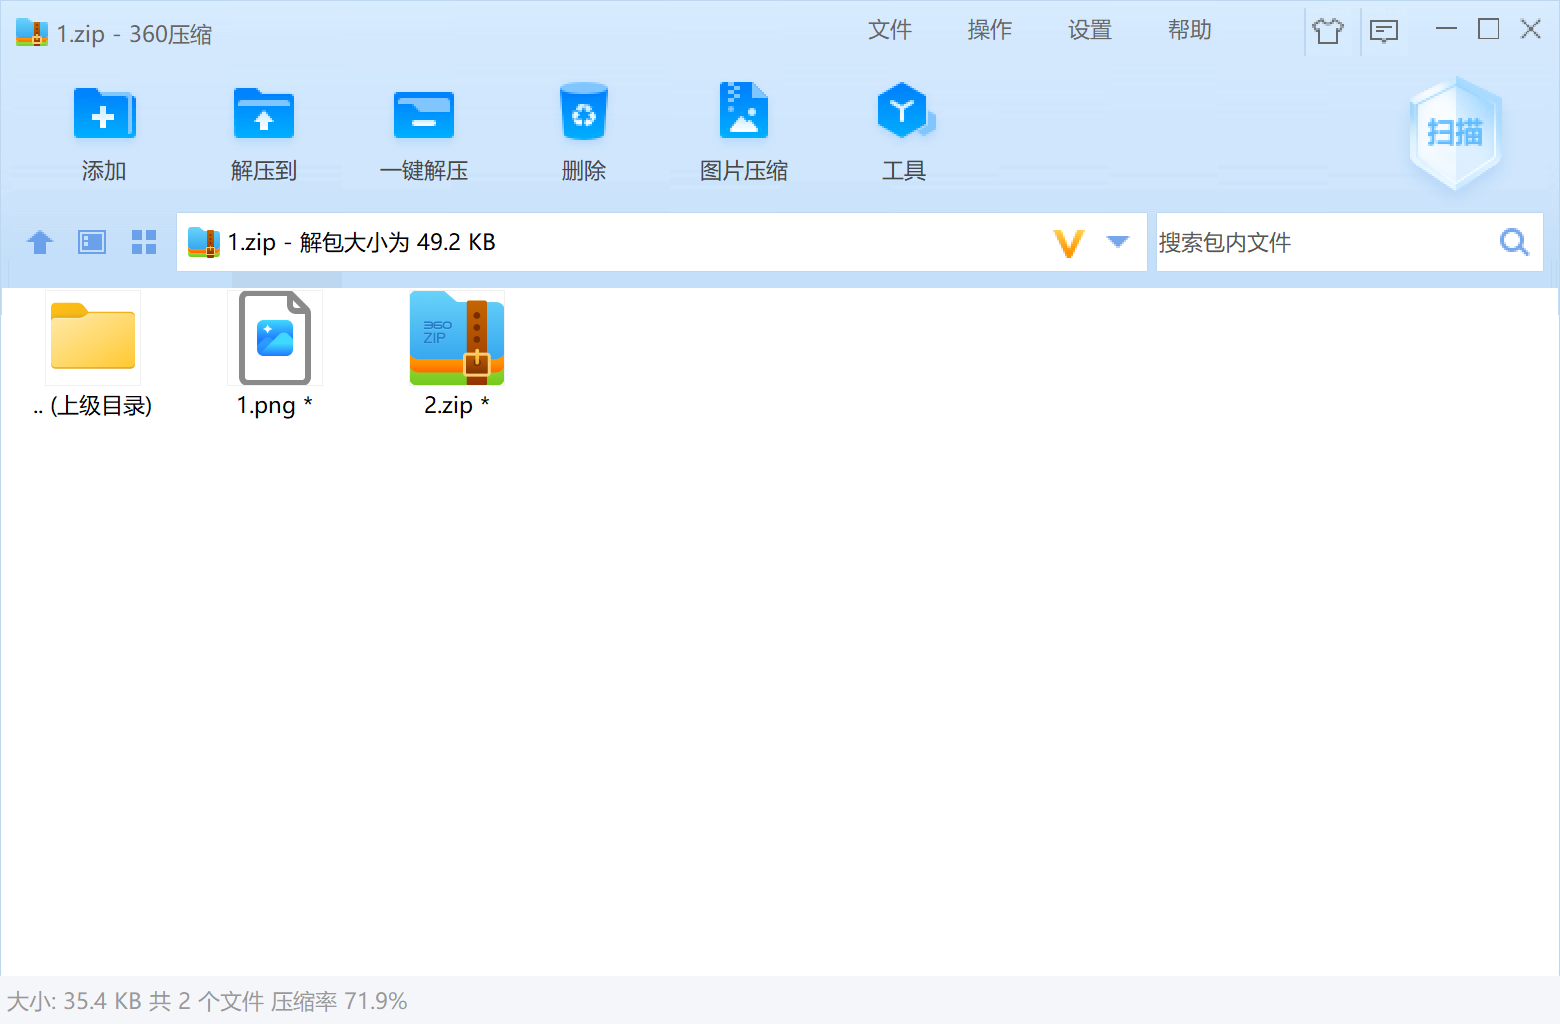 1.zip - 360压缩
文件 操作 设置 帮助
添加 解压到 一键解压 删除 图片压缩 工具
扫描
1.zip - 解包大小为 49.2 KB
搜索包内文件
360
ZIP
.. (上级目录) 1.png * 2.zip *
大小: 35.4 KB 共 2 个文件 压缩率 71.9%